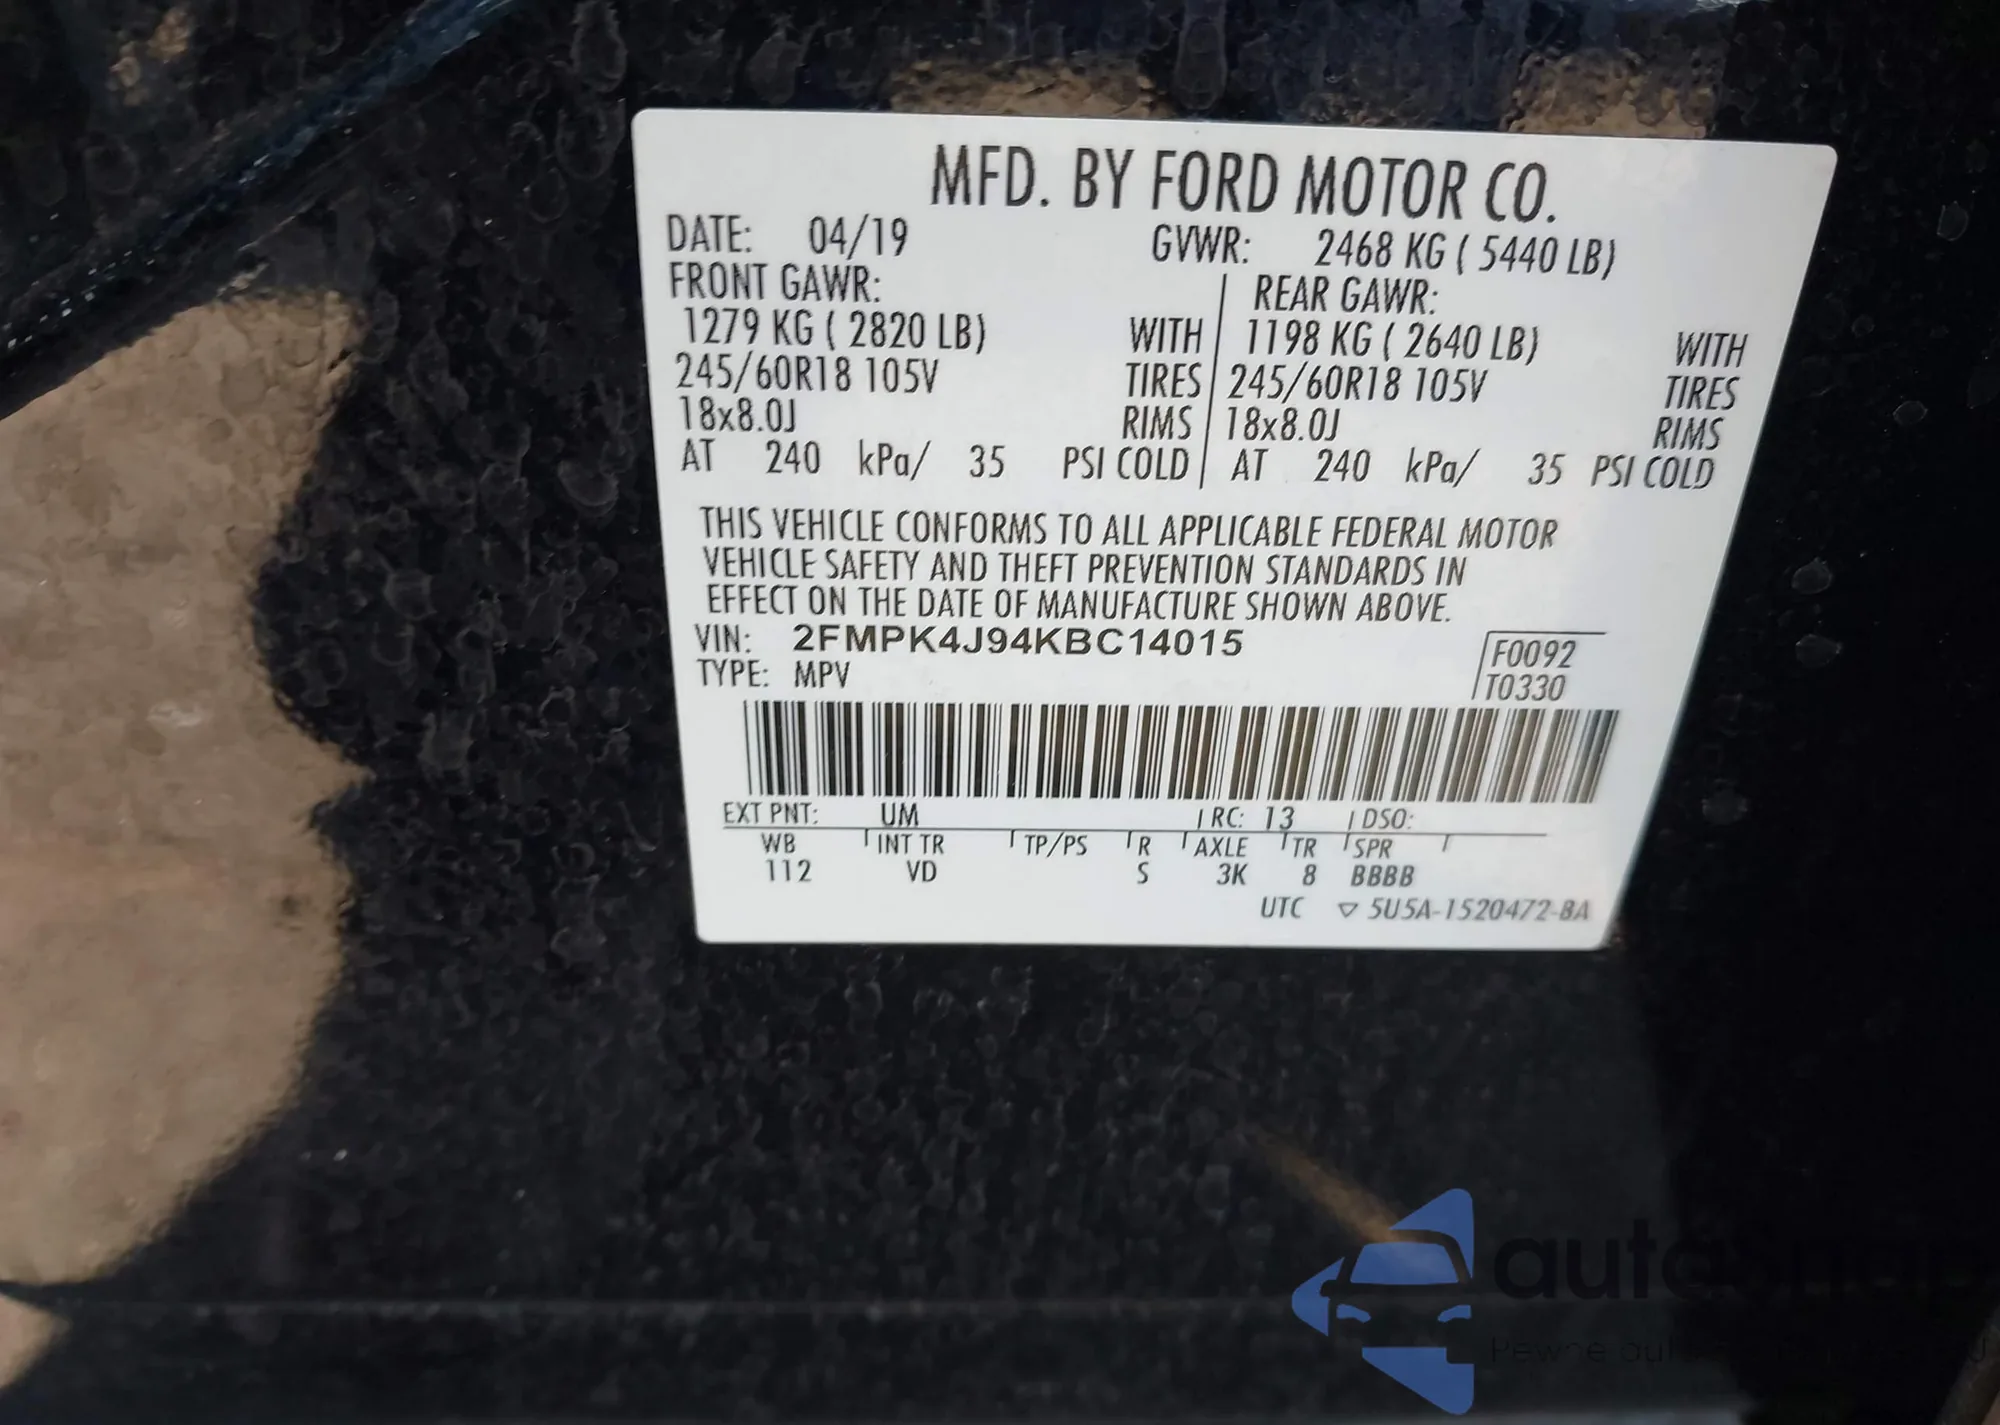 MFD. BY FORD MOTOR CO.
DATE: 04/19 GVWR: 2468 KG ( 5440 LB)
FRONT GAWR: REAR GAWR:
1279 KG ( 2820 LB) WITH 1198 KG ( 2640 LB) WITH
245/60R18 105V TIRES 245/60R18 105V TIRES
18x8.0J RIMS 18x8.0J RIMS
AT 240 kPa/ 35 PSI COLD AT 240 kPa/ 35 PSI COLD
THIS VEHICLE CONFORMS TO ALL APPLICABLE FEDERAL MOTOR
VEHICLE SAFETY AND THEFT PREVENTION STANDARDS IN
EFFECT ON THE DATE OF MANUFACTURE SHOWN ABOVE.
VIN: 2FMPK4J94KBC14015
F0092
TYPE: MPV
T0330
EXT PNT: UM RC: 13 DSO:
WB INT TR TP/PS R AXLE TR SPR
112 VD S 3K 8 BBBB
UTC ▽ 5U5A-1520472-BA